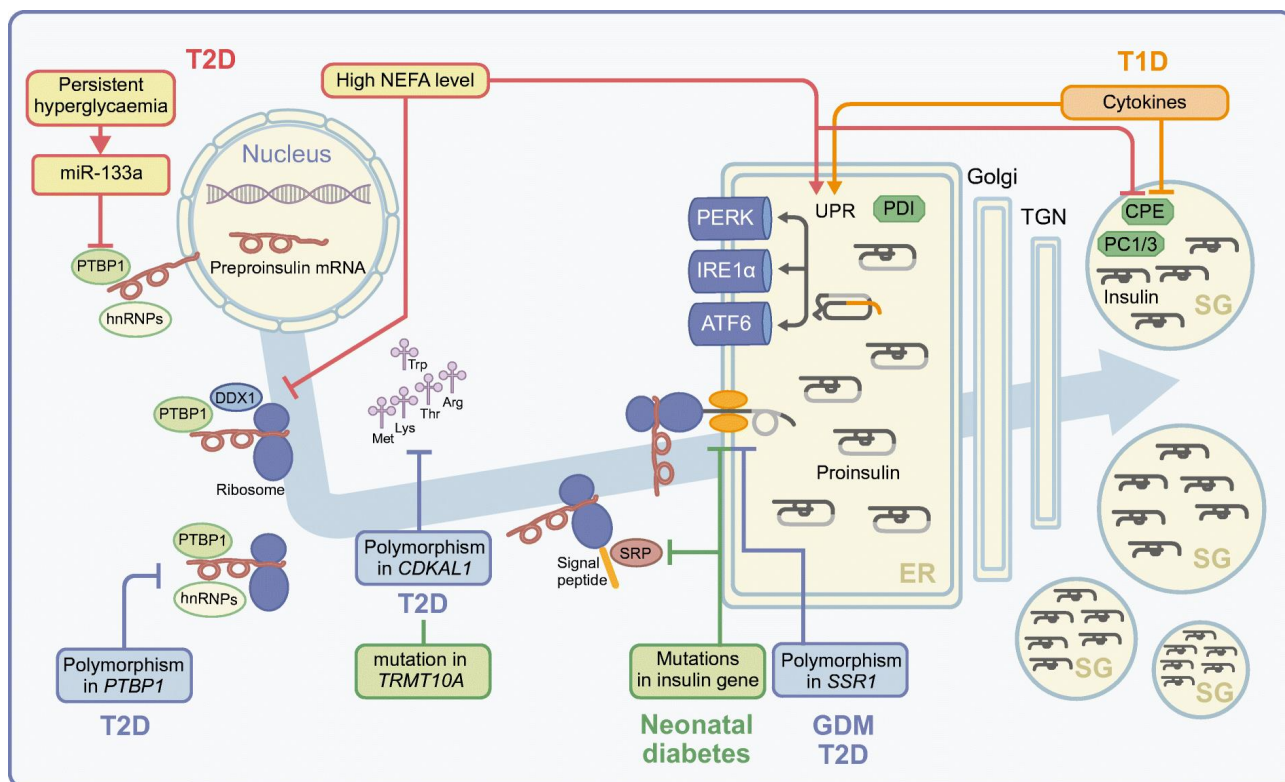 T2D
Persistent
hyperglycaemia
miR-133a
PTBP1
hnRNPs
High NEFA level
Nucleus
Preproinsulin mRNA
T1D
Cytokines
Golgi
TGN
PERK
IRE1α
ATF6
UPR
PDI
CPE
PC1/3
Insulin
SG
Trp
Arg
Thr
Lys
Met
DDX1
PTBP1
Ribosome
Proinsulin
ER
SRP
Signal
peptide
PTBP1
hnRNPs
Polymorphism
in PTBP1
T2D
Polymorphism
in CDKAL1
T2D
mutation in
TRMT10A
Mutations
in insulin gene
Neonatal
diabetes
Polymorphism
in SSR1
GDM
T2D
SG
SG
SG